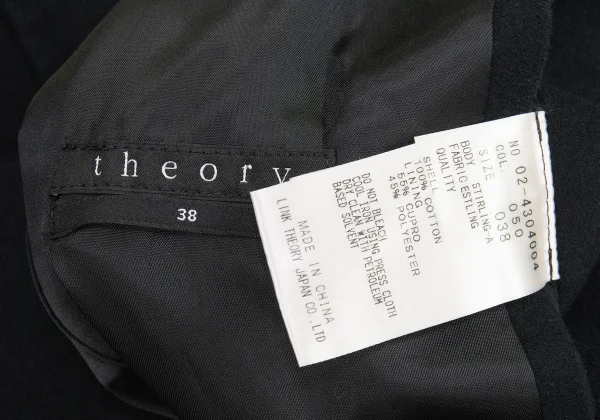 theory
38
NO. 02-4304004
COL 050
SIZE 038
BODY STIRLING-A
FABRIC ESTLING
QUALITY
SHELL
100% COTTON
LINING
55% CUPRO
45% POLYESTER
DO NOT BLEACH
COOL IRON USING PRESS CLOTH
DRY CLEAN WITH PETROLEUM
BASED SOLVENT
MADE IN CHINA
LINK THEORY JAPAN CO.,LTD